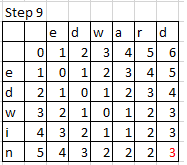 Step 9
e d w a r d
0 1 2 3 4 5 6
e 1 0 1 2 3 4 5
d 2 1 0 1 2 3 4
w 3 2 1 0 1 2 3
i 4 3 2 1 1 2 3
n 5 4 3 2 2 2 3